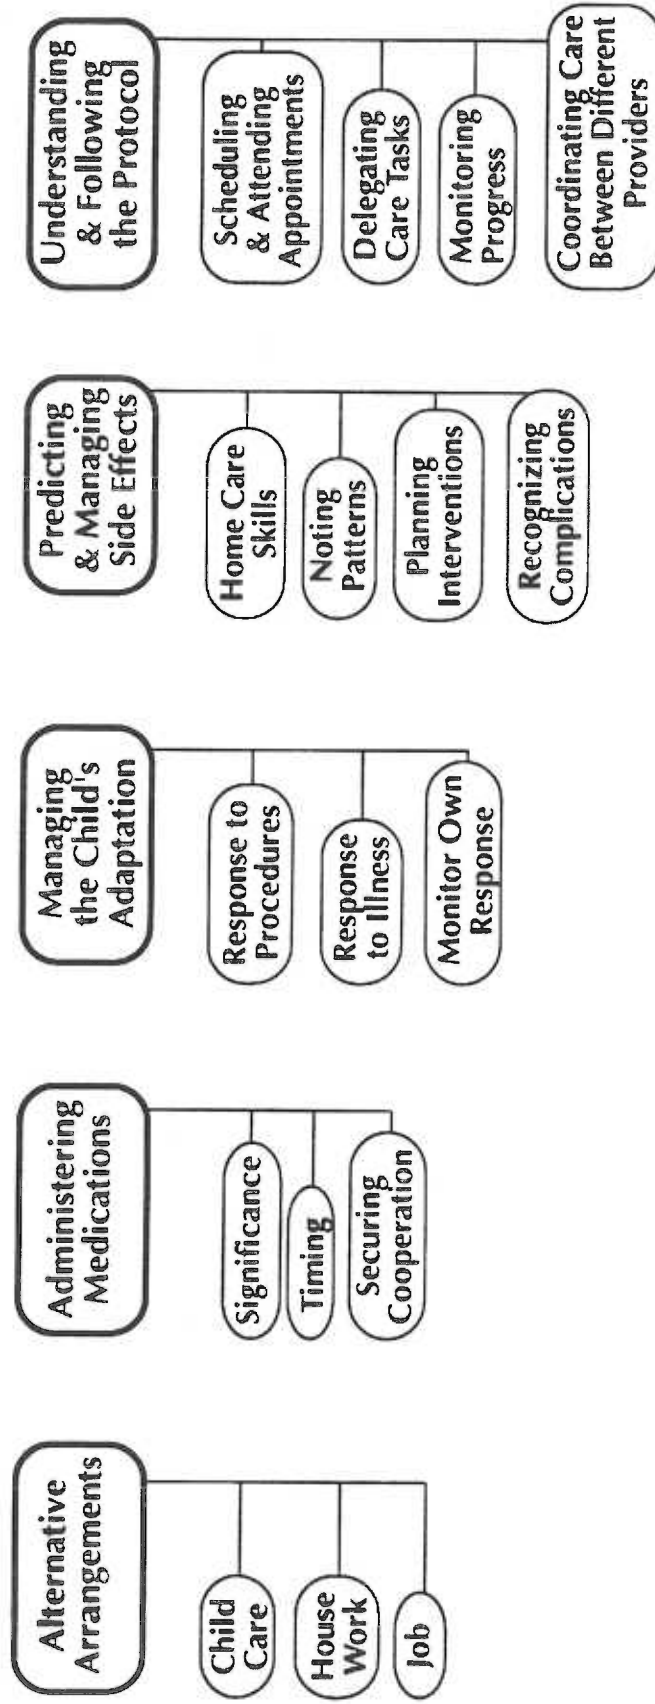 Alternative
Arrangements
Child
Care
House
Work
Job
Administering
Medications
Significance
Timing
Securing
Cooperation
Managing
the Child's
Adaptation
Response to
Procedures
Response
to Illness
Monitor Own
Response
Predicting
& Managing
Side Effects
Home Care
Skills
Noting
Patterns
Planning
Interventions
Recognizing
Complications
Understanding
& Following
the Protocol
Scheduling
& Attending
Appointments
Delegating
Care Tasks
Monitoring
Progress
Coordinating Care
Between Different
Providers